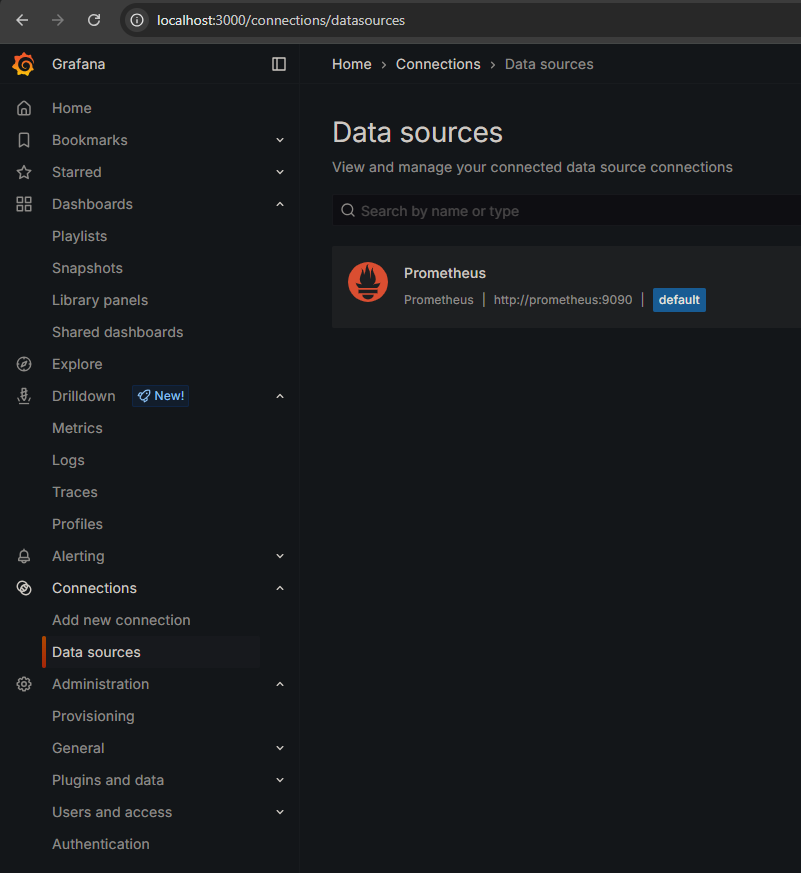 localhost:3000/connections/datasources
Grafana
Home › Connections › Data sources
Home
Bookmarks
Starred
Dashboards
Playlists
Snapshots
Library panels
Shared dashboards
Explore
Drilldown New!
Metrics
Logs
Traces
Profiles
Alerting
Connections
Add new connection
Data sources
Administration
Provisioning
General
Plugins and data
Users and access
Authentication
Data sources
View and manage your connected data source connections
Search by name or type
Prometheus
Prometheus | http://prometheus:9090 | default